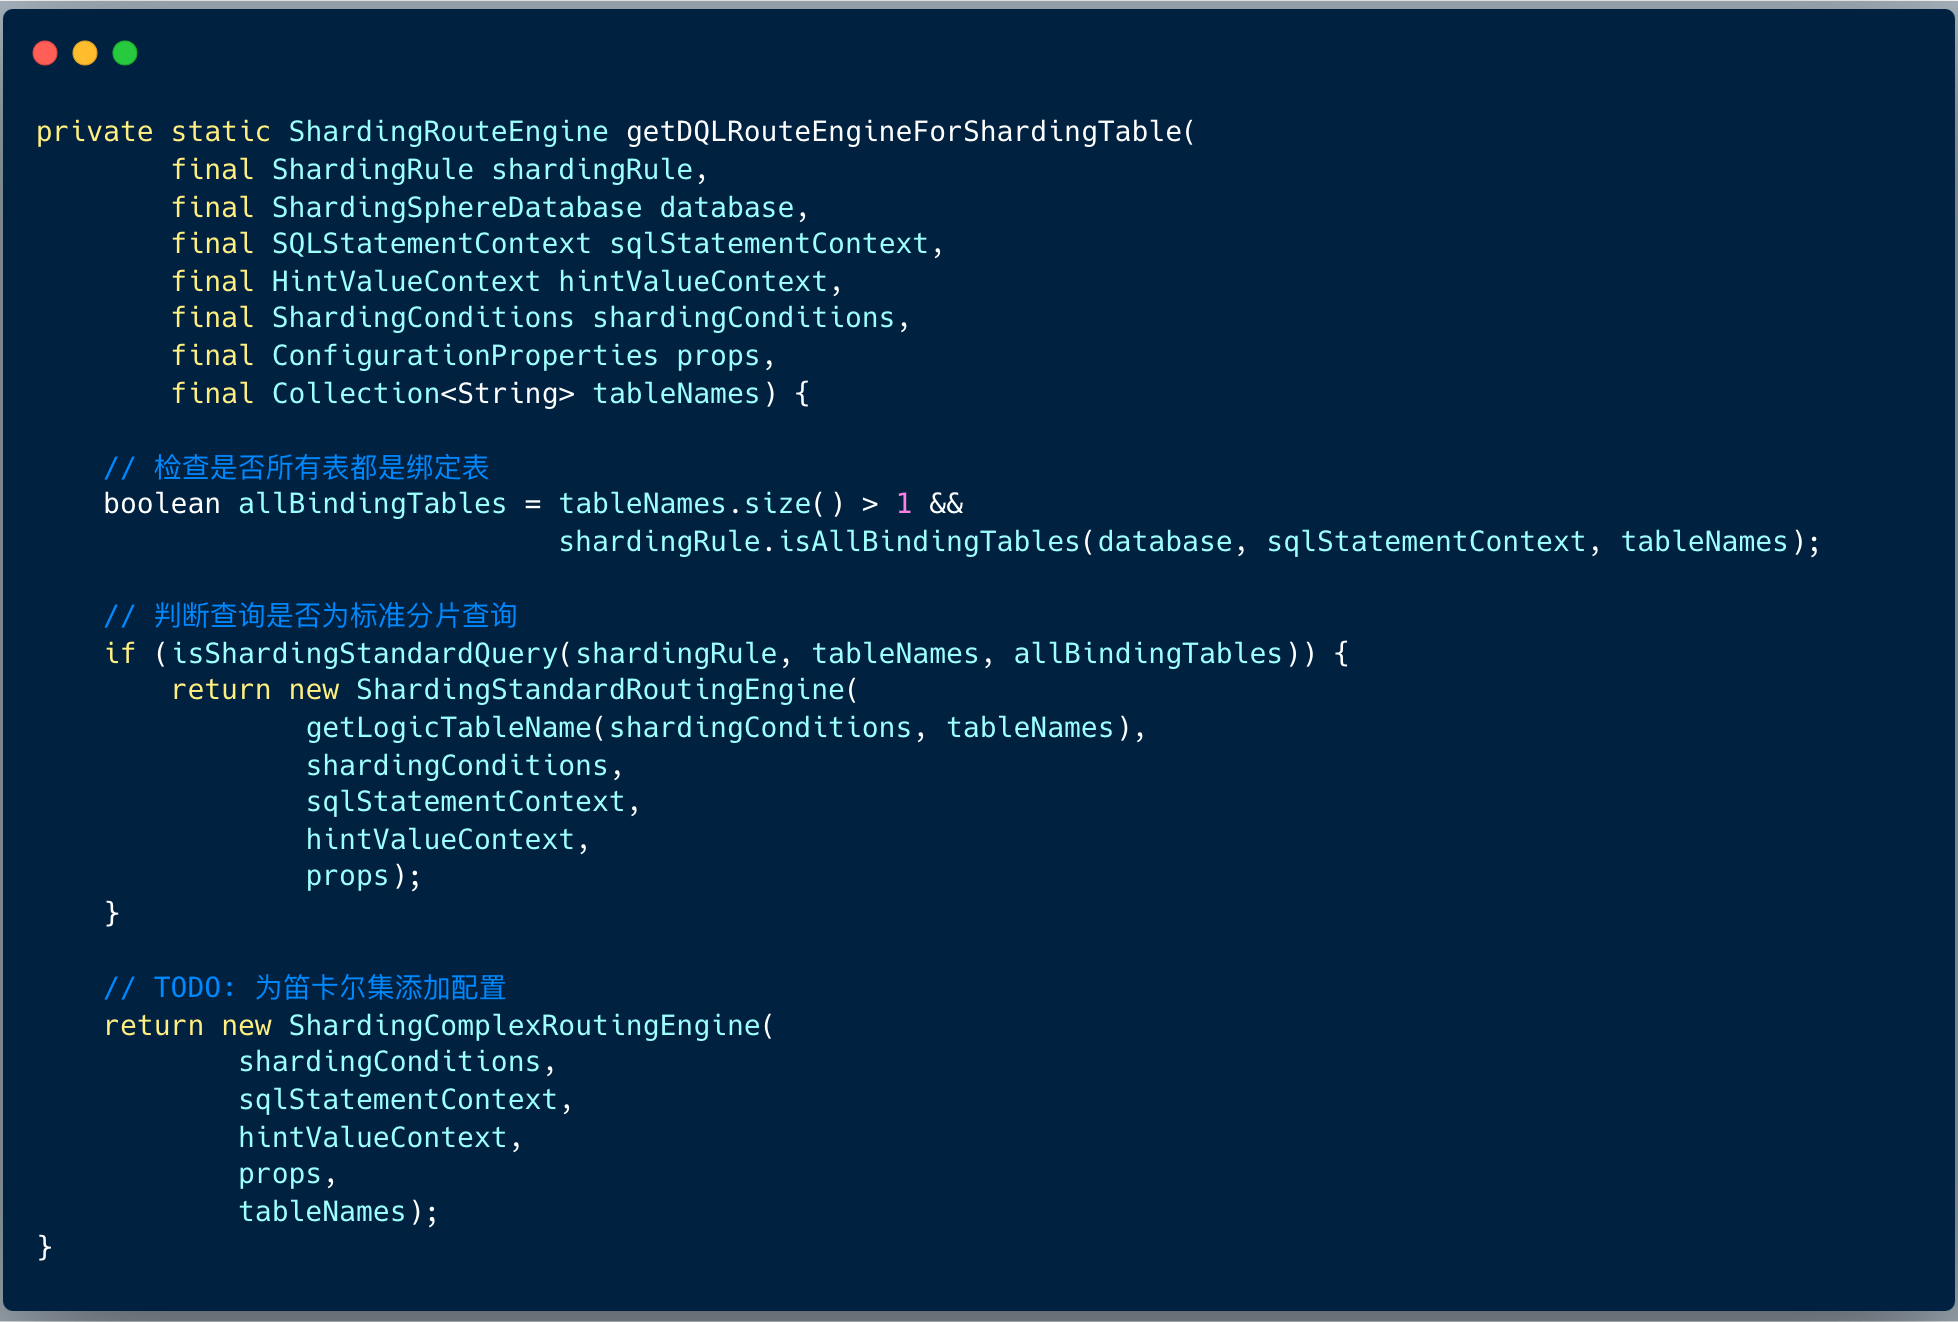 private static ShardingRouteEngine getDQLRouteEngineForShardingTable(
        final ShardingRule shardingRule,
        final ShardingSphereDatabase database,
        final SQLStatementContext sqlStatementContext,
        final HintValueContext hintValueContext,
        final ShardingConditions shardingConditions,
        final ConfigurationProperties props,
        final Collection<String> tableNames) {

    // 检查是否所有表都是绑定表
    boolean allBindingTables = tableNames.size() > 1 &&
                               shardingRule.isAllBindingTables(database, sqlStatementContext, tableNames);

    // 判断查询是否为标准分片查询
    if (isShardingStandardQuery(shardingRule, tableNames, allBindingTables)) {
        return new ShardingStandardRoutingEngine(
                getLogicTableName(shardingConditions, tableNames),
                shardingConditions,
                sqlStatementContext,
                hintValueContext,
                props);
    }

    // TODO: 为笛卡尔集添加配置
    return new ShardingComplexRoutingEngine(
            shardingConditions,
            sqlStatementContext,
            hintValueContext,
            props,
            tableNames);
}